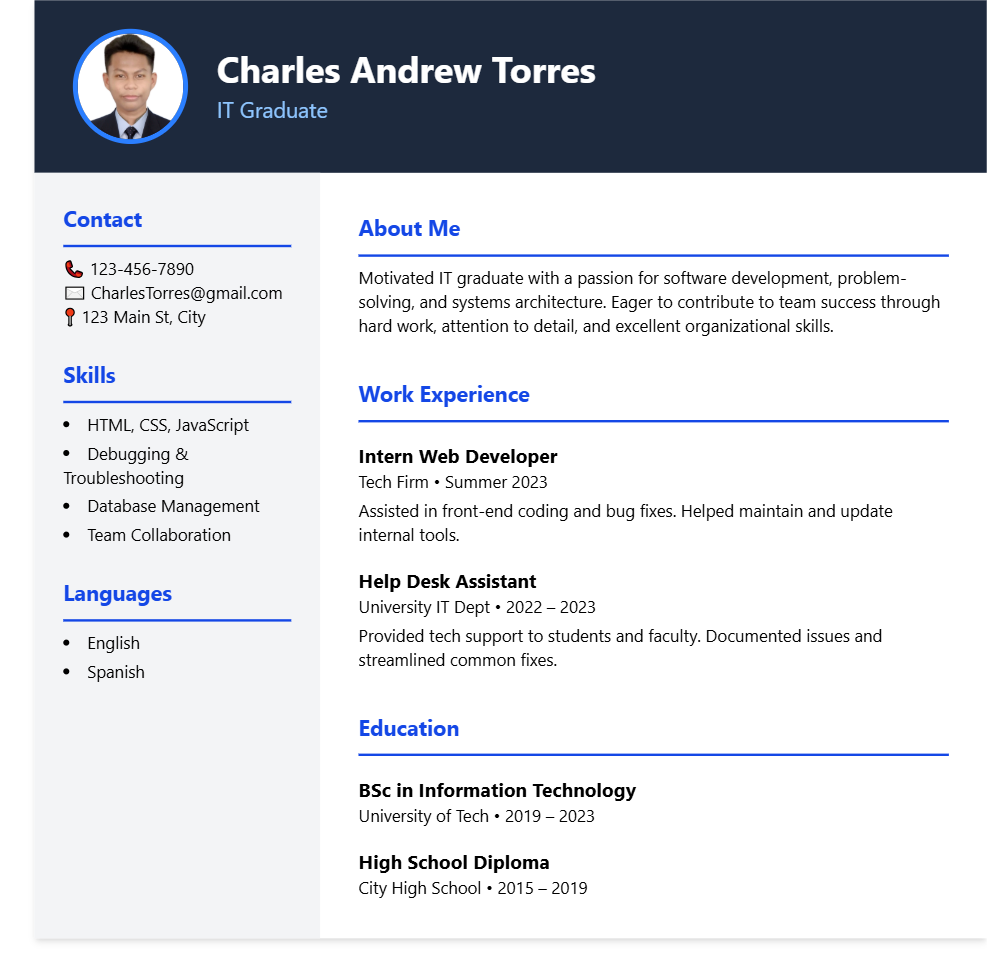 Charles Andrew Torres
IT Graduate
Contact
123-456-7890
CharlesTorres@gmail.com
123 Main St, City
Skills
• HTML, CSS, JavaScript
• Debugging &
Troubleshooting
• Database Management
• Team Collaboration
Languages
• English
• Spanish
About Me
Motivated IT graduate with a passion for software development, problem-
solving, and systems architecture. Eager to contribute to team success through
hard work, attention to detail, and excellent organizational skills.
Work Experience
Intern Web Developer
Tech Firm • Summer 2023
Assisted in front-end coding and bug fixes. Helped maintain and update
internal tools.
Help Desk Assistant
University IT Dept • 2022 – 2023
Provided tech support to students and faculty. Documented issues and
streamlined common fixes.
Education
BSc in Information Technology
University of Tech • 2019 – 2023
High School Diploma
City High School • 2015 – 2019